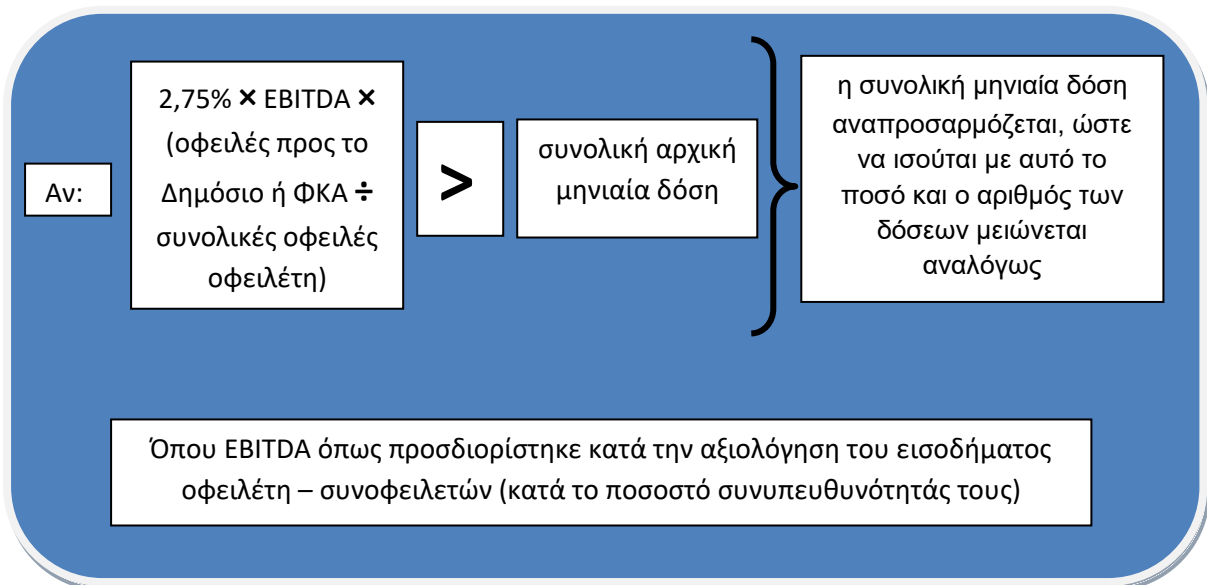 Αν:
2,75% × EBITDA ×
(οφειλές προς το
Δημόσιο ή ΦΚΑ ÷
συνολικές οφειλές
οφειλέτη)
>
συνολική αρχική
μηνιαία δόση
η συνολική μηνιαία δόση
αναπροσαρμόζεται, ώστε
να ισούται με αυτό το
ποσό και ο αριθμός των
δόσεων μειώνεται
αναλόγως
Όπου EBITDA όπως προσδιορίστηκε κατά την αξιολόγηση του εισοδήματος
οφειλέτη – συνοφειλετών (κατά το ποσοστό συνυπευθυνότητάς τους)